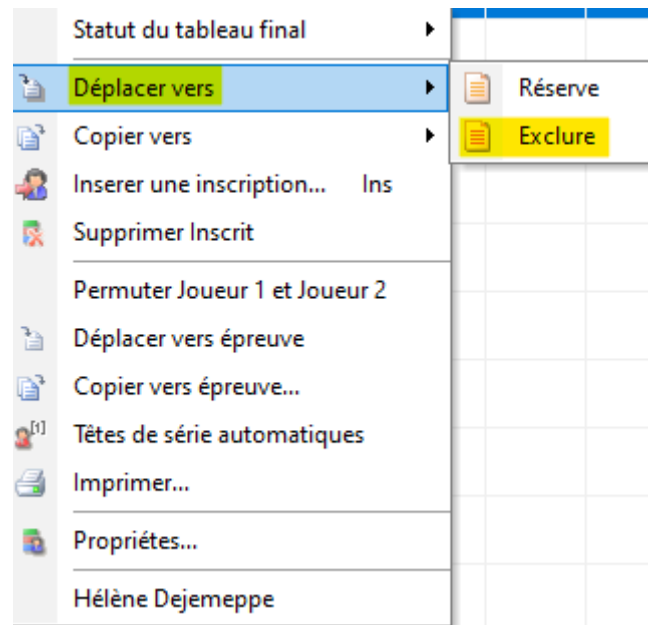 Statut du tableau final
Déplacer vers
Réserve
Copier vers
Exclure
Inserer une inscription... Ins
Supprimer Inscrit
Permuter Joueur 1 et Joueur 2
Déplacer vers épreuve
Copier vers épreuve...
[1]
Têtes de série automatiques
Imprimer...
Propriétes...
Hélène Dejemeppe